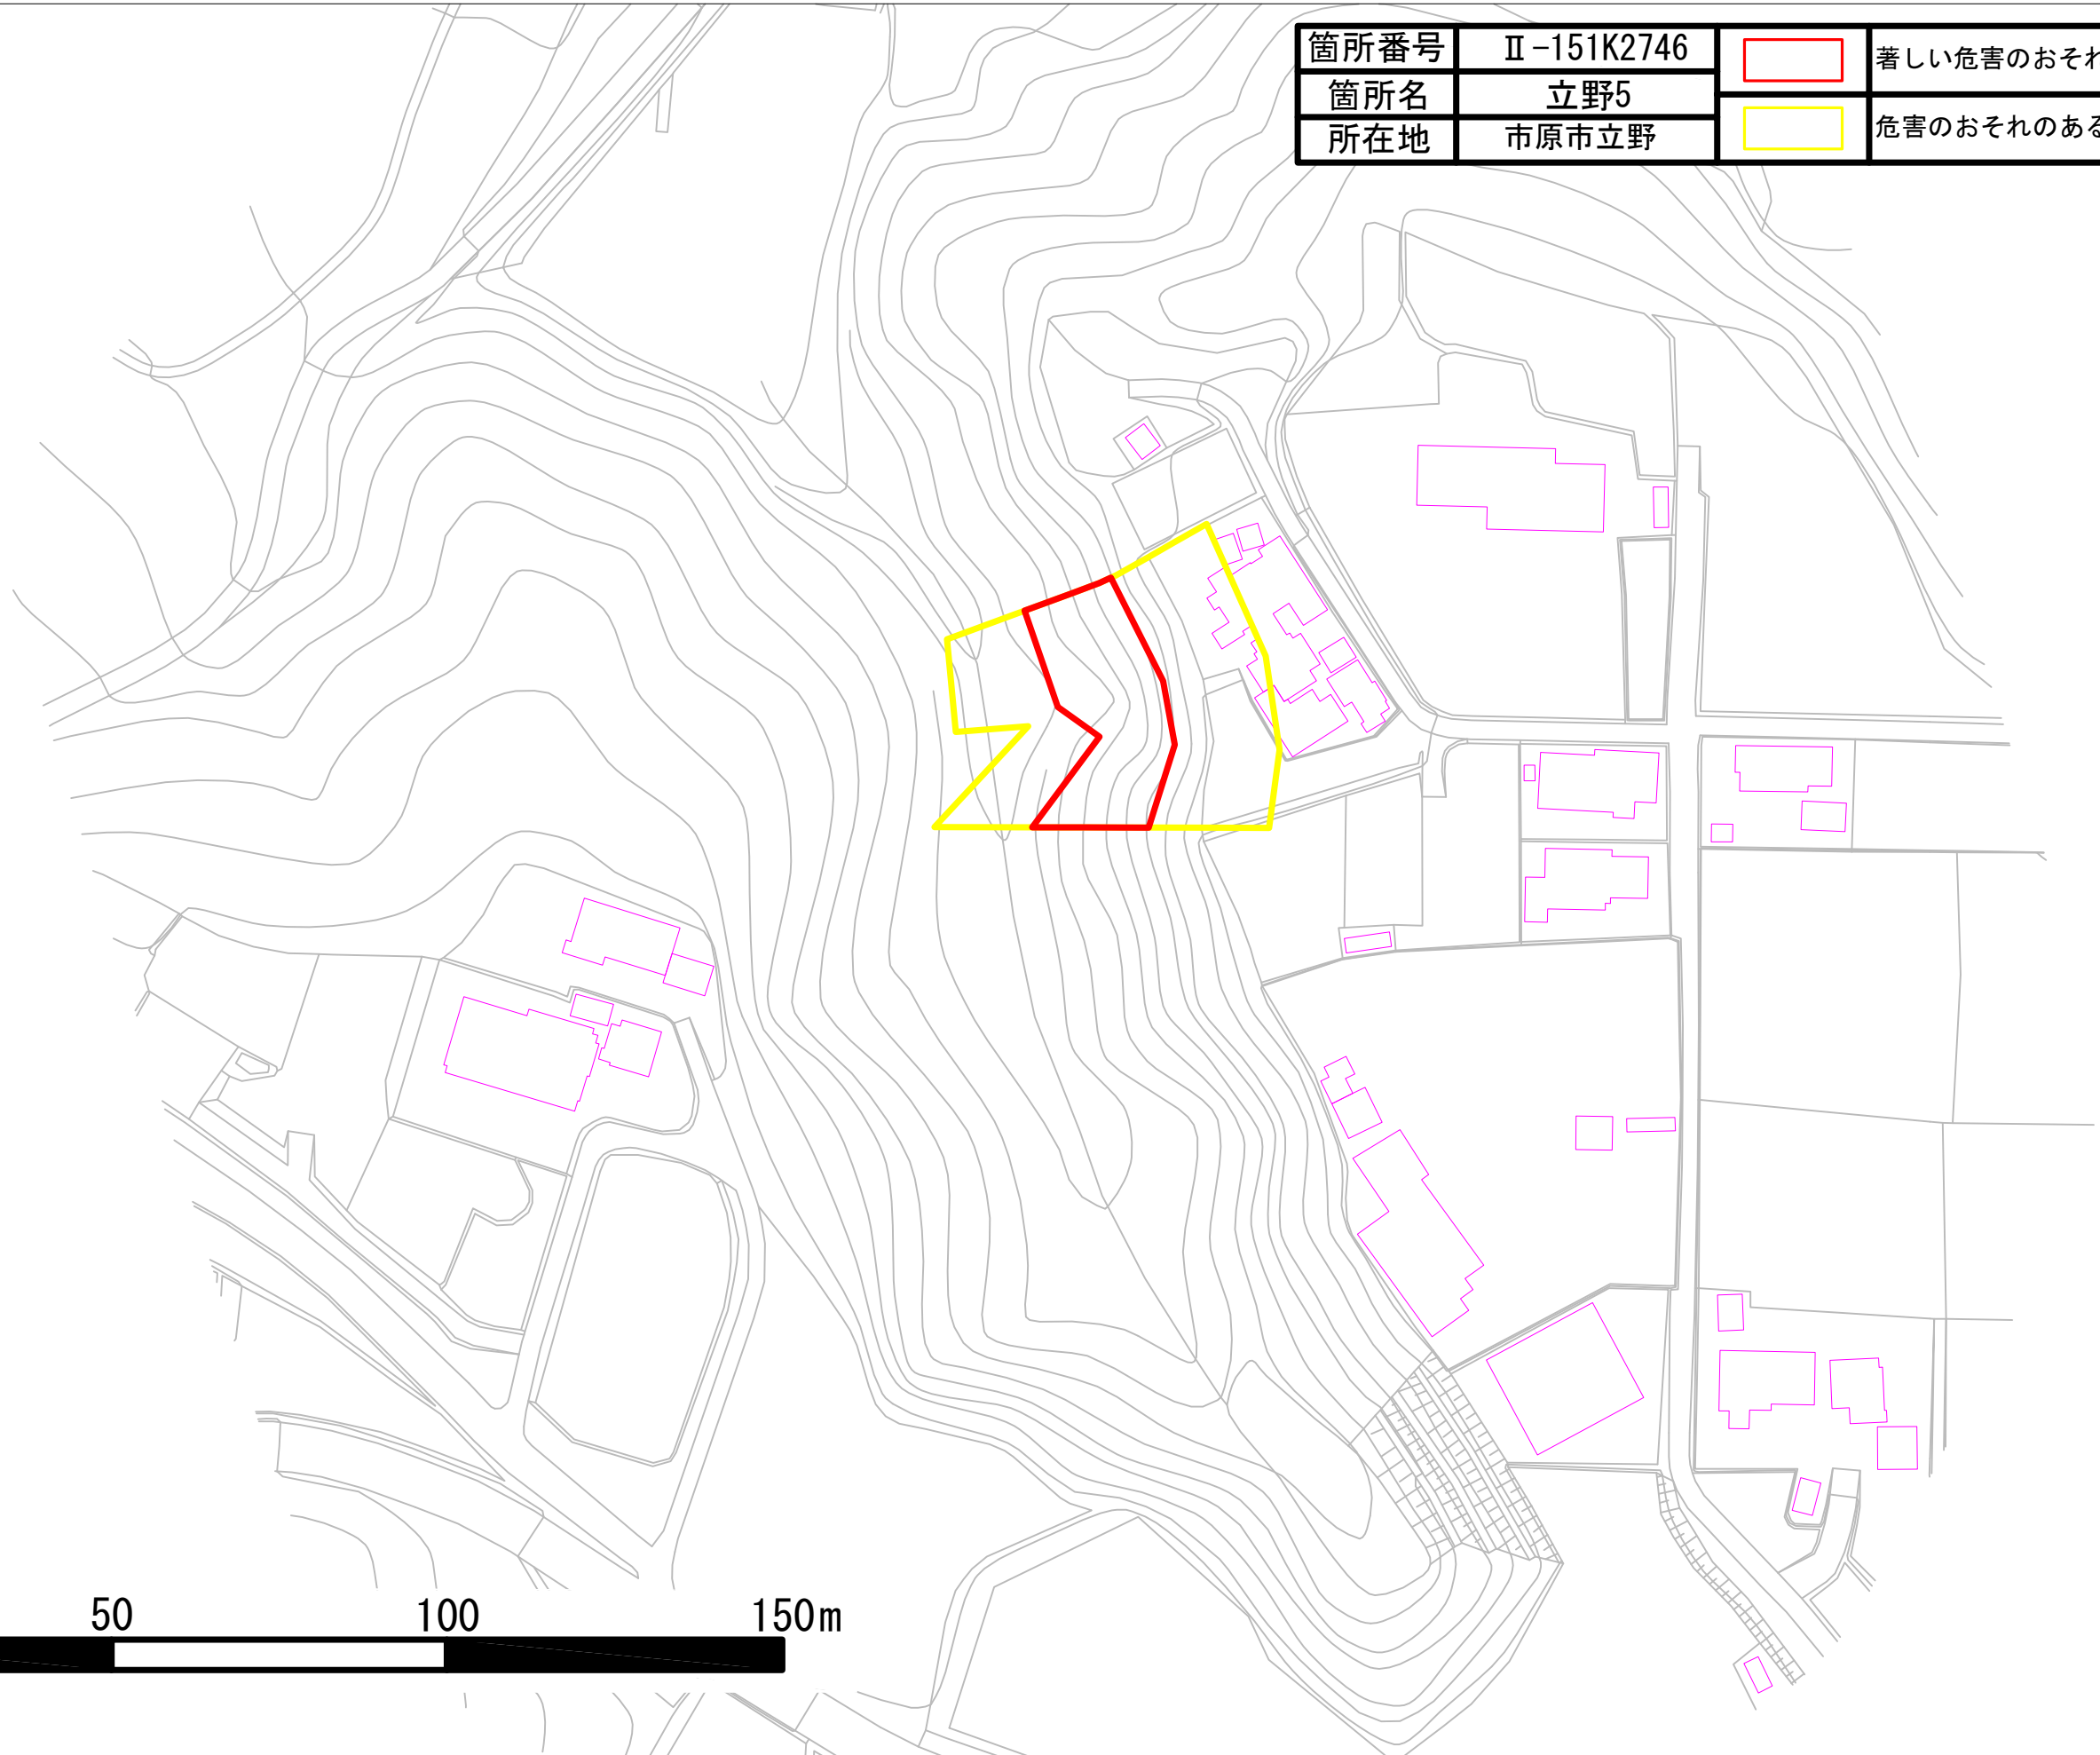 箇所番号 Ⅱ-151K2746
箇所名 立野5
所在地 市原市立野
著しい危害のおそれ
危害のおそれのある
50 100 150m